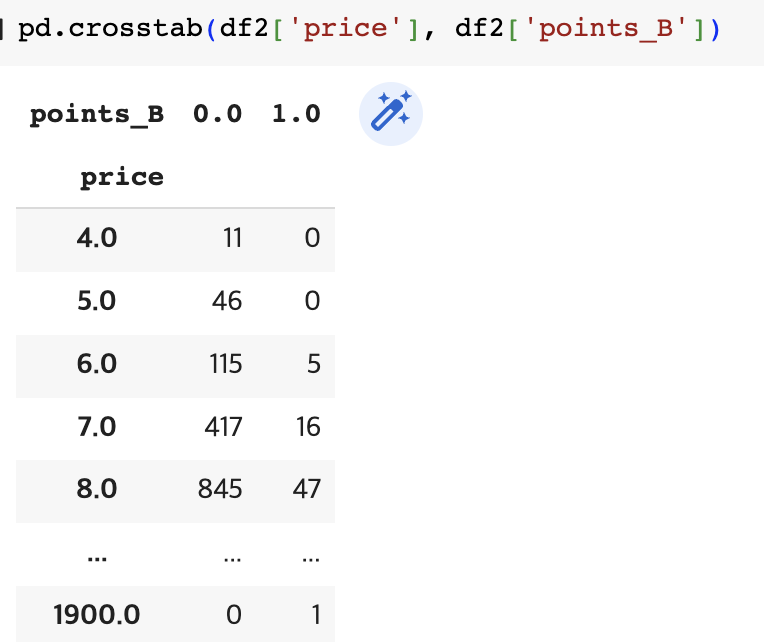 pd.crosstab(df2['price'], df2['points_B'])
points_B 0.0 1.0
price
4.0 11 0
5.0 46 0
6.0 115 5
7.0 417 16
8.0 845 47
... ... ...
1900.0 0 1